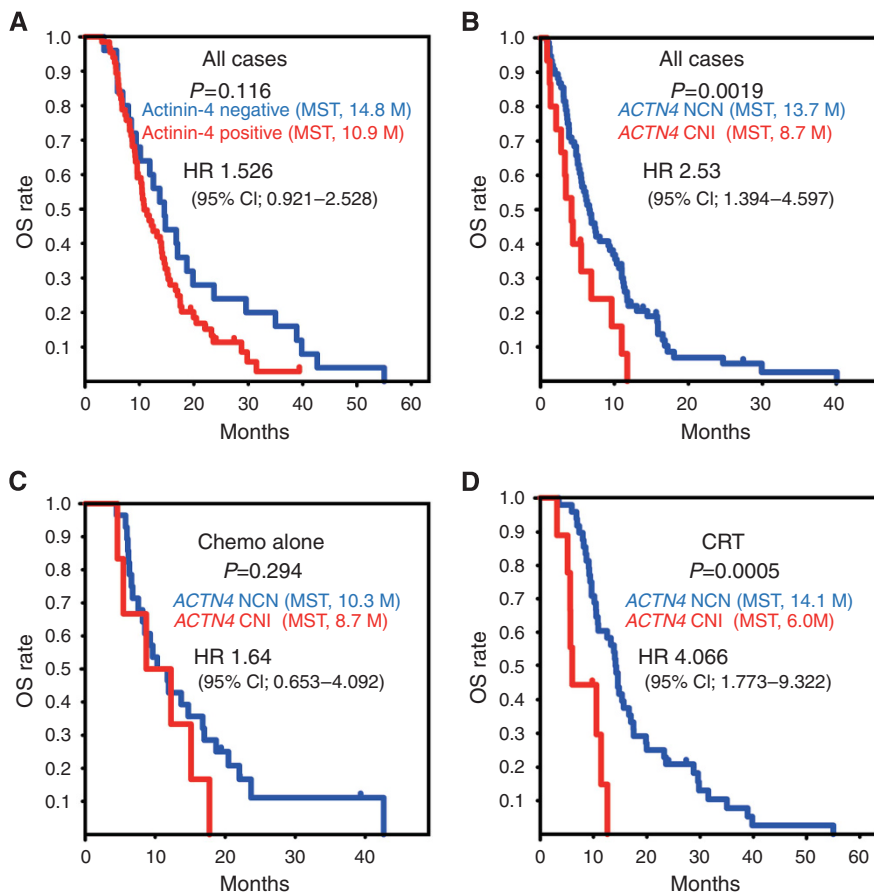 A
All cases
P=0.116
Actinin-4 negative (MST, 14.8 M)
Actinin-4 positive (MST, 10.9 M)
HR 1.526
(95% CI; 0.921–2.528)
OS rate
1.0
0.9
0.8
0.7
0.6
0.5
0.4
0.3
0.2
0.1
0 10 20 30 40 50 60
Months
B
All cases
P=0.0019
ACTN4 NCN (MST, 13.7 M)
ACTN4 CNI (MST, 8.7 M)
HR 2.53
(95% CI; 1.394–4.597)
OS rate
1.0
0.9
0.8
0.7
0.6
0.5
0.4
0.3
0.2
0.1
0 10 20 30 40
Months
C
Chemo alone
P=0.294
ACTN4 NCN (MST, 10.3 M)
ACTN4 CNI (MST, 8.7 M)
HR 1.64
(95% CI; 0.653–4.092)
OS rate
1.0
0.9
0.8
0.7
0.6
0.5
0.4
0.3
0.2
0.1
0 10 20 30 40
Months
D
CRT
P=0.0005
ACTN4 NCN (MST, 14.1 M)
ACTN4 CNI (MST, 6.0M)
HR 4.066
(95% CI; 1.773–9.322)
OS rate
1.0
0.9
0.8
0.7
0.6
0.5
0.4
0.3
0.2
0.1
0 10 20 30 40 50 60
Months